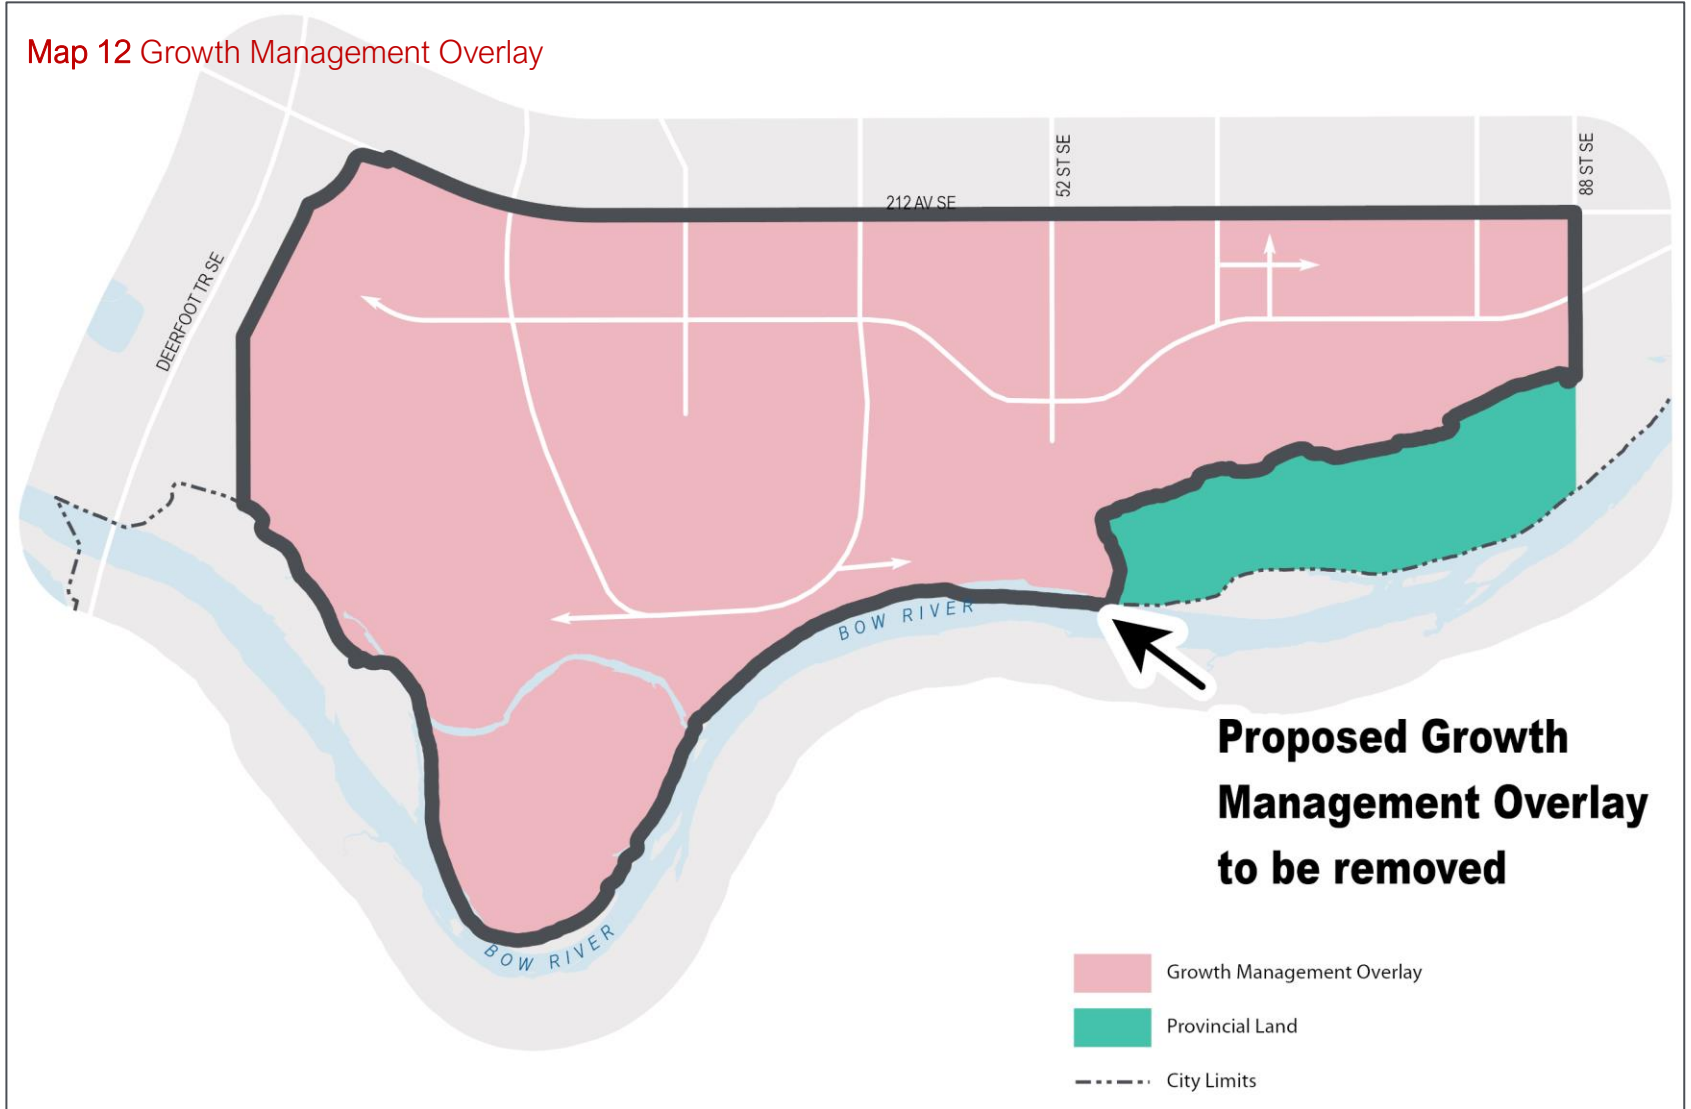 Map 12 Growth Management Overlay
52 ST SE
88 ST SE
212 AV SE
DEERFOOT TR SE
BOW RIVER
Proposed Growth
Management Overlay
to be removed
BOW RIVER
Growth Management Overlay
Provincial Land
City Limits